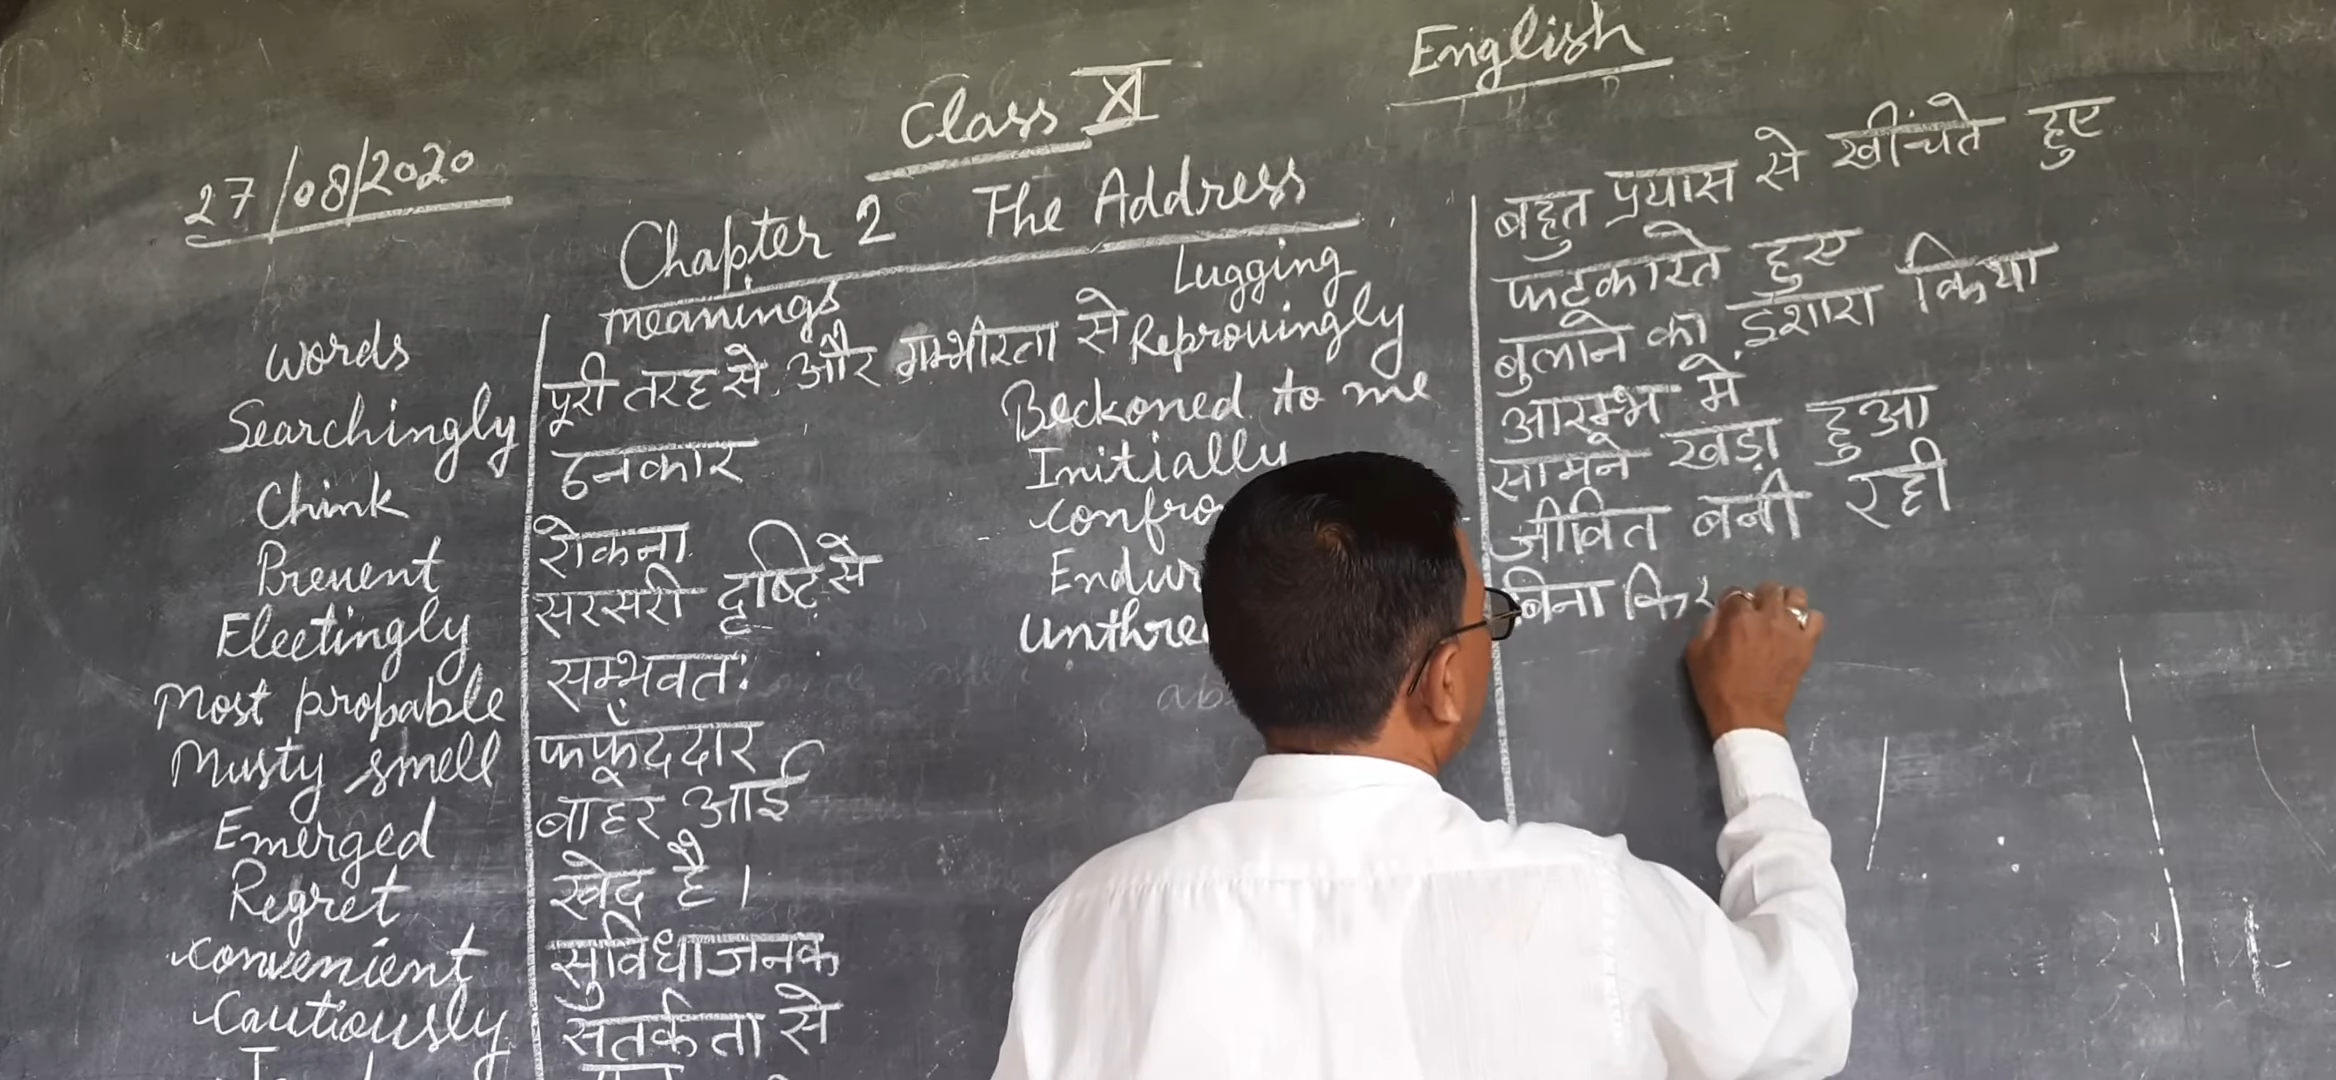 English
Class XI
27/08/2020
Chapter 2 The Address
words meanings
Searchingly पूरी तरह से और गम्भीरता से
Chink ठनकार
Prevent रोकना
Fleetingly सरसरी दृष्टि से
Most propable सम्भवतः
Musty smell फफूँददार
Emerged बाहर आई
Regret खेद है।
convenient सुविधाजनक
Cautiously सतर्कता से
Lugging बहुत प्रयास से खींचते हुए
Reprovingly फटकारते हुए
Beckoned to me बुलाने का इशारा किया
Initially आरम्भ में
सामने खड़ा हुआ
जीवित बनी रही
बिना